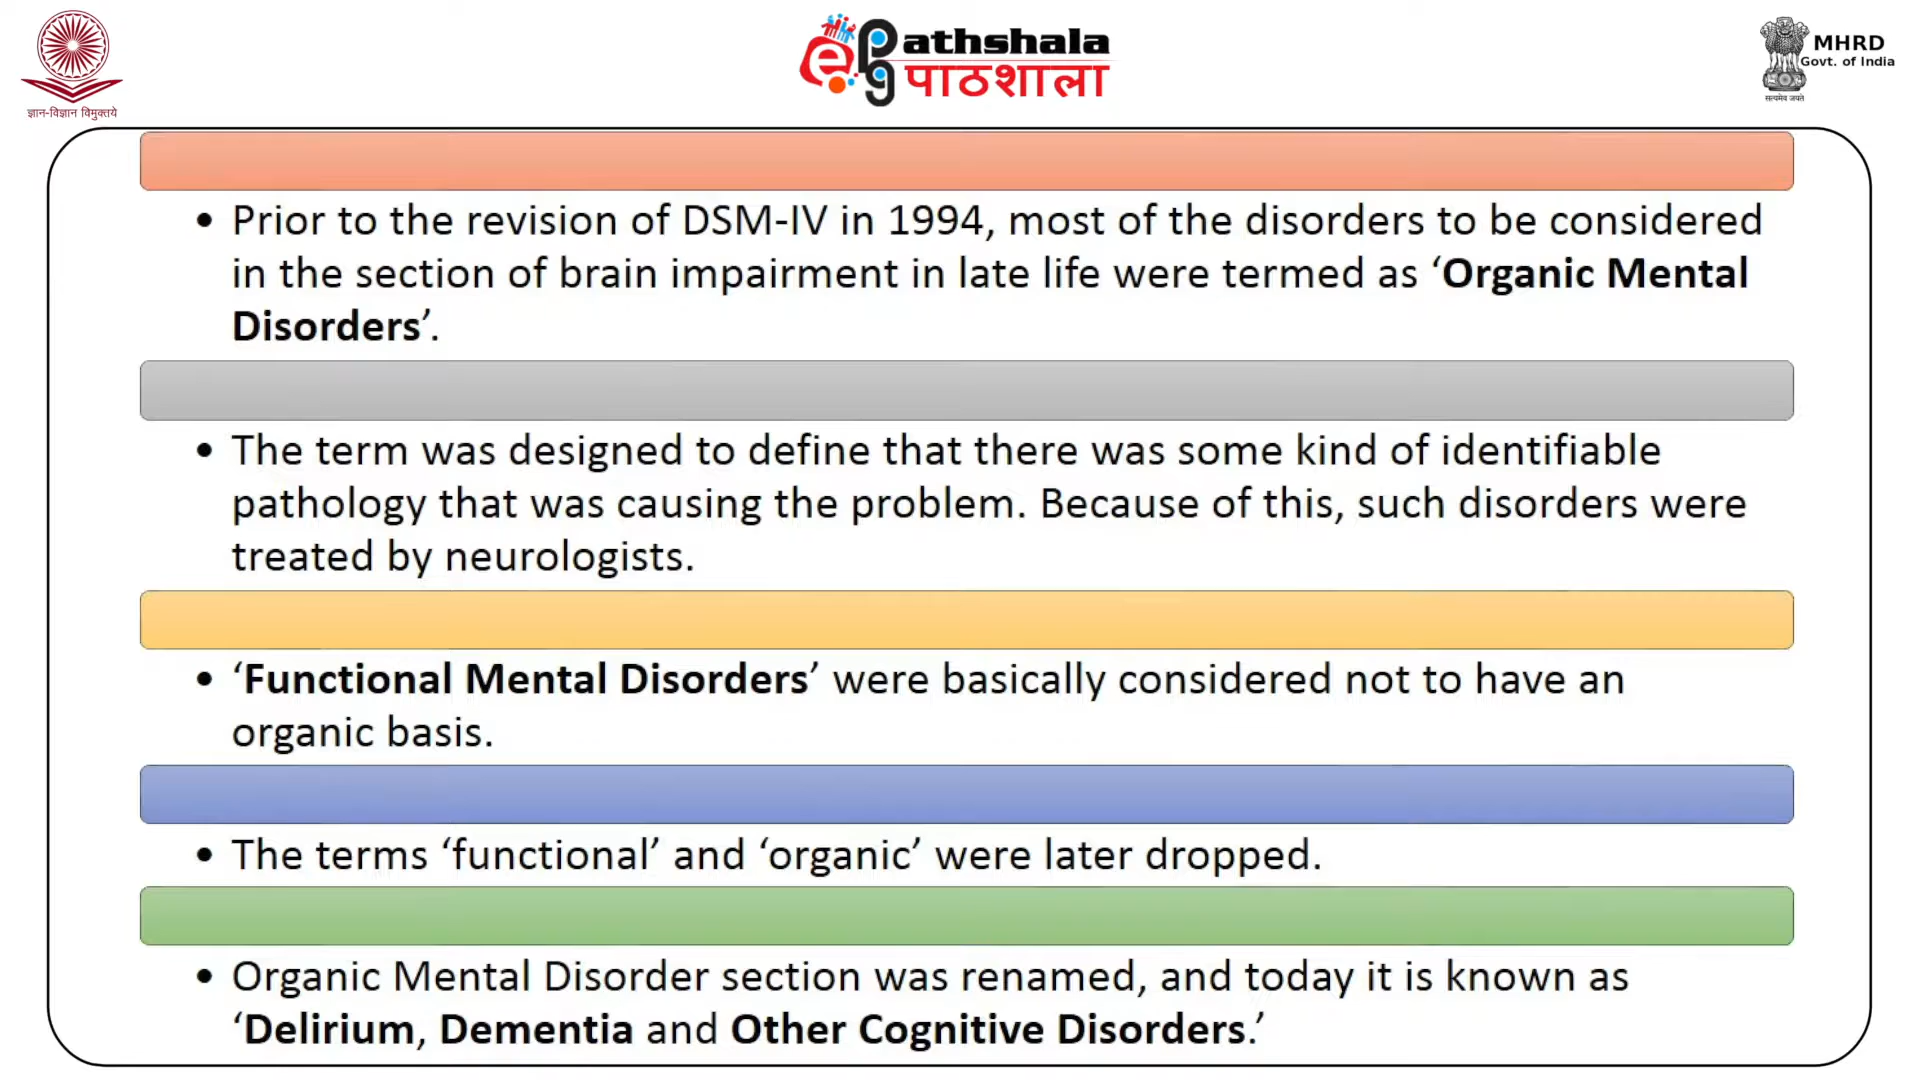 ज्ञान-विज्ञान विमुक्तये
e PG athshala
पाठशाला
MHRD
Govt. of India
सत्यमेव जयते
• Prior to the revision of DSM-IV in 1994, most of the disorders to be considered
in the section of brain impairment in late life were termed as ‘Organic Mental
Disorders’.
• The term was designed to define that there was some kind of identifiable
pathology that was causing the problem. Because of this, such disorders were
treated by neurologists.
• ‘Functional Mental Disorders’ were basically considered not to have an
organic basis.
• The terms ‘functional’ and ‘organic’ were later dropped.
• Organic Mental Disorder section was renamed, and today it is known as
‘Delirium, Dementia and Other Cognitive Disorders.’